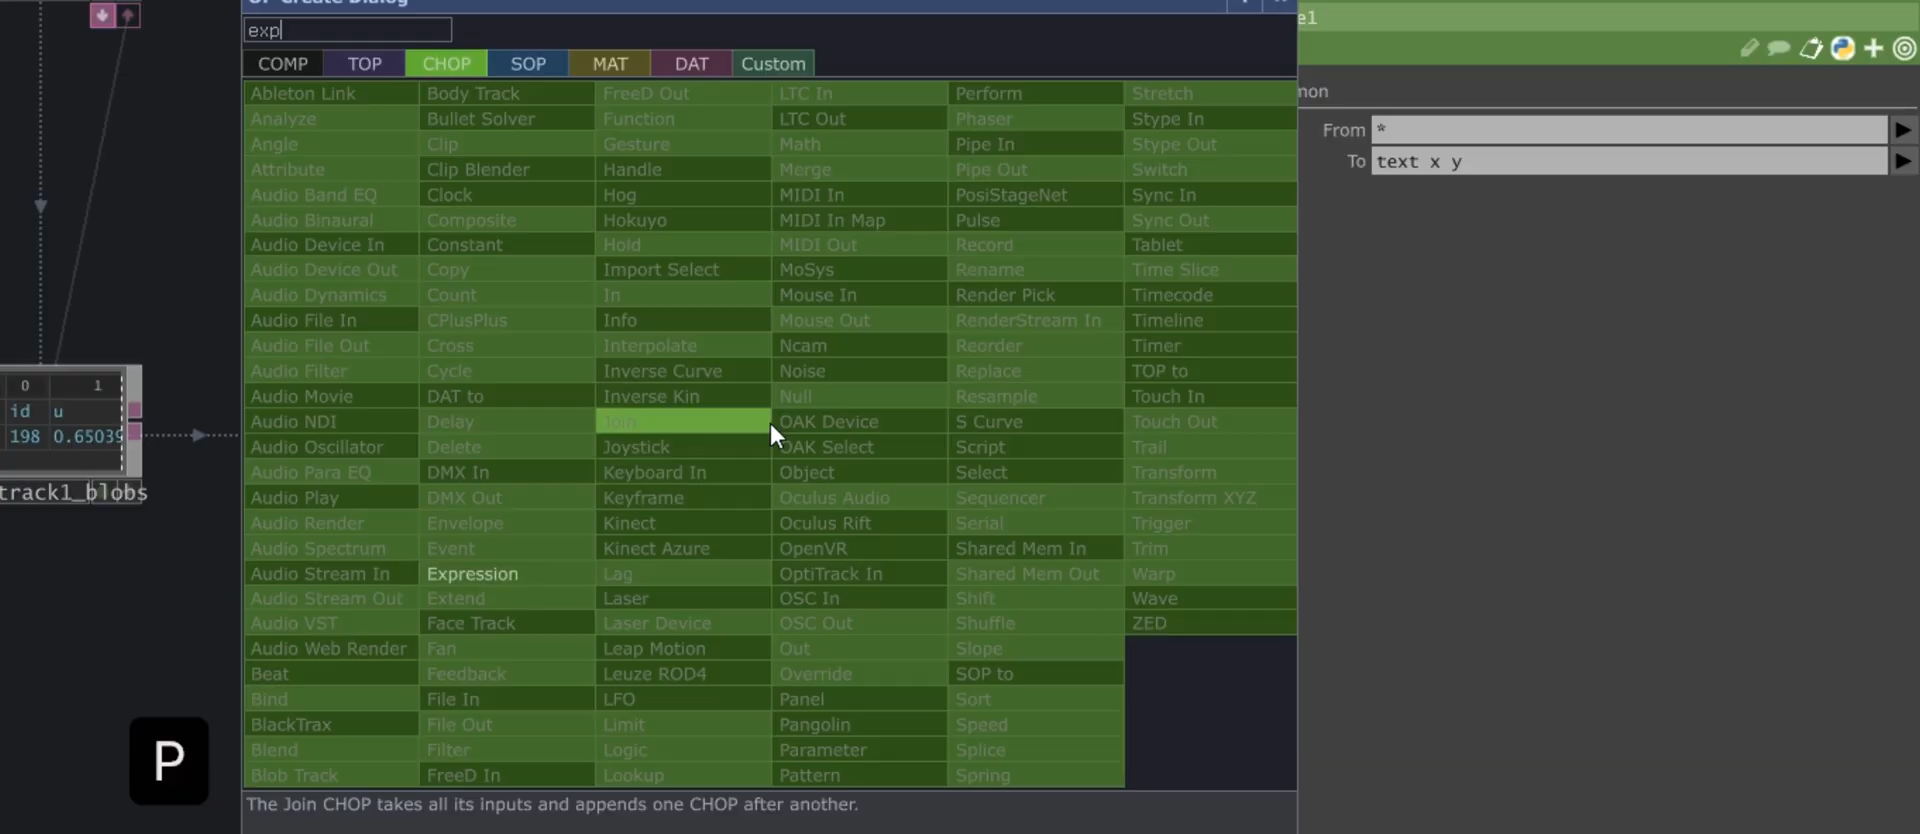 OP Create Dialog
exp
COMP TOP CHOP SOP MAT DAT Custom
Ableton Link Body Track FreeD Out LTC In Perform Stretch
Analyze Bullet Solver Function LTC Out Phaser Stype In
Angle Clip Gesture Math Pipe In Stype Out
Attribute Clip Blender Handle Merge Pipe Out Switch
Audio Band EQ Clock Hog MIDI In PosiStageNet Sync In
Audio Binaural Composite Hokuyo MIDI In Map Pulse Sync Out
Audio Device In Constant Hold MIDI Out Record Tablet
Audio Device Out Copy Import Select MoSys Rename Time Slice
Audio Dynamics Count In Mouse In Render Pick Timecode
Audio File In CPlusPlus Info Mouse Out RenderStream In Timeline
Audio File Out Cross Interpolate Ncam Reorder Timer
Audio Filter Cycle Inverse Curve Noise Replace TOP to
Audio Movie DAT to Inverse Kin Null Resample Touch In
Audio NDI Delay Join OAK Device S Curve Touch Out
Audio Oscillator Delete Joystick OAK Select Script Trail
Audio Para EQ DMX In Keyboard In Object Select Transform
Audio Play DMX Out Keyframe Oculus Audio Sequencer Transform XYZ
Audio Render Envelope Kinect Oculus Rift Serial Trigger
Audio Spectrum Event Kinect Azure OpenVR Shared Mem In Trim
Audio Stream In Expression Lag OptiTrack In Shared Mem Out Warp
Audio Stream Out Extend Laser OSC In Shift Wave
Audio VST Face Track Laser Device OSC Out Shuffle ZED
Audio Web Render Fan Leap Motion Out Slope
Beat Feedback Leuze ROD4 Override SOP to
Bind File In LFO Panel Sort
BlackTrax File Out Limit Pangolin Speed
Blend Filter Logic Parameter Splice
Blob Track FreeD In Lookup Pattern Spring
The Join CHOP takes all its inputs and appends one CHOP after another.
e1
mon
From *
To text x y
0 1
id u
198 0.65039
track1_blobs
P